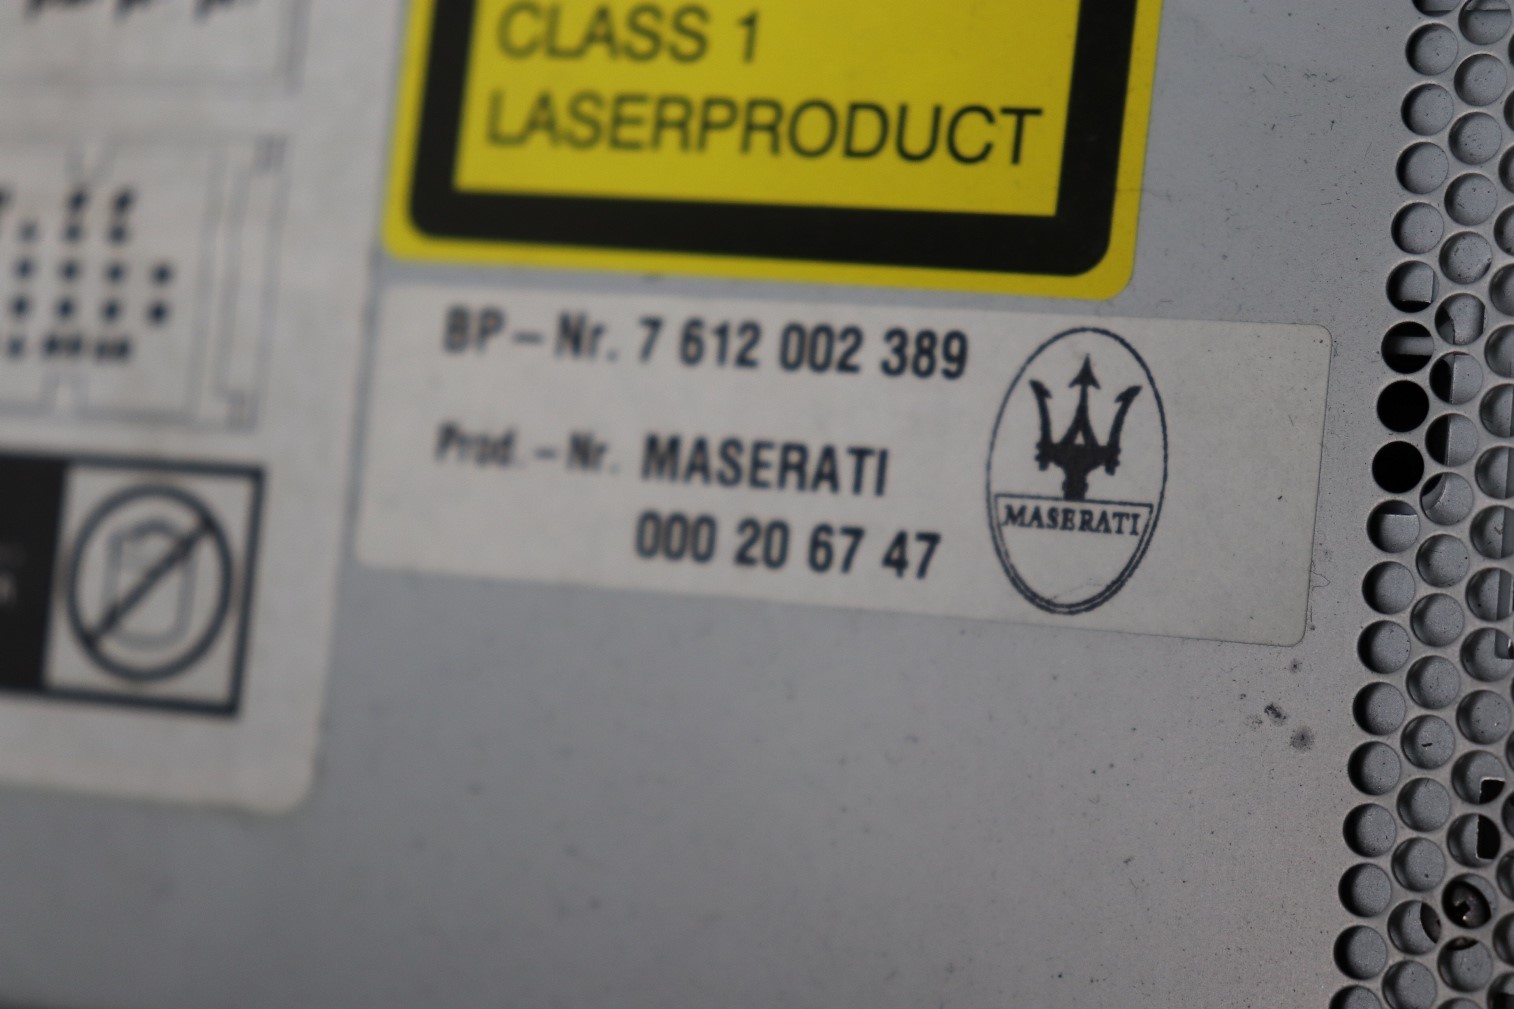 CLASS 1
LASERPRODUCT
BP-Nr. 7 612 002 389
Prod.-Nr. MASERATI
000 20 67 47
MASERATI